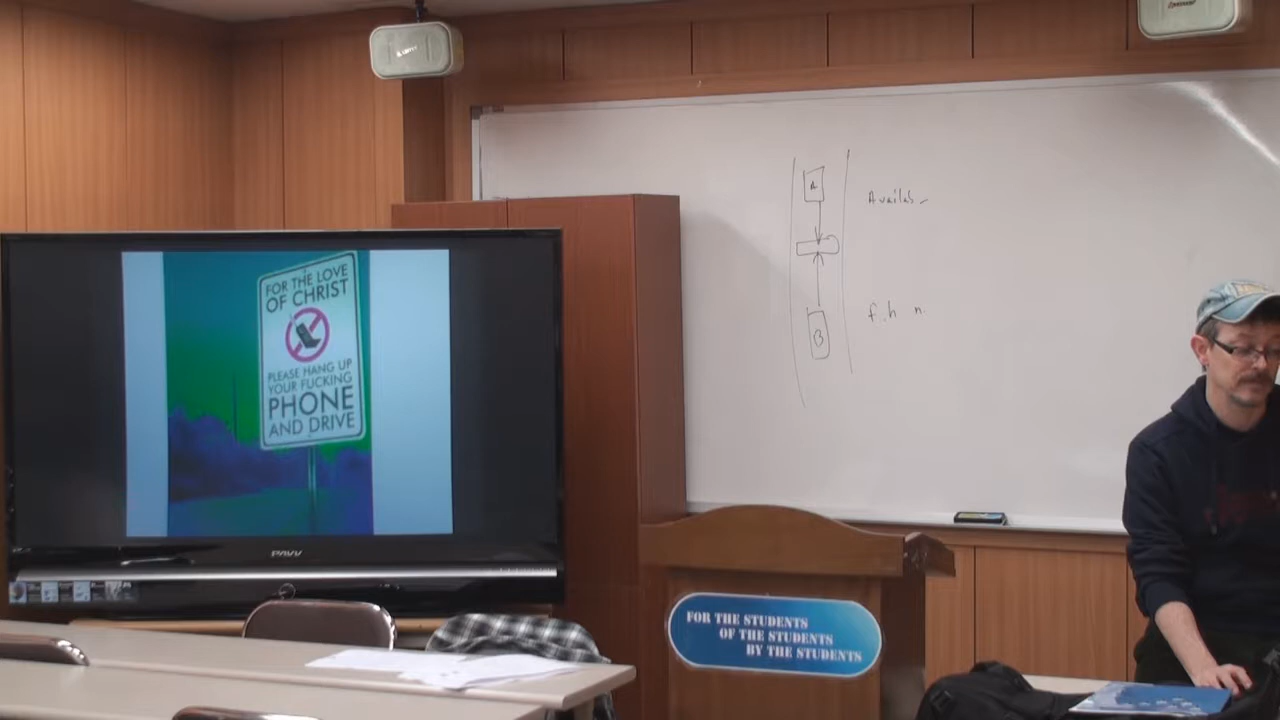 FOR THE LOVE
OF CHRIST
PLEASE HANG UP
YOUR FUCKING
PHONE
AND DRIVE
PAVV
A
Availab
B
f.h n.
FOR THE STUDENTS
OF THE STUDENTS
BY THE STUDENTS